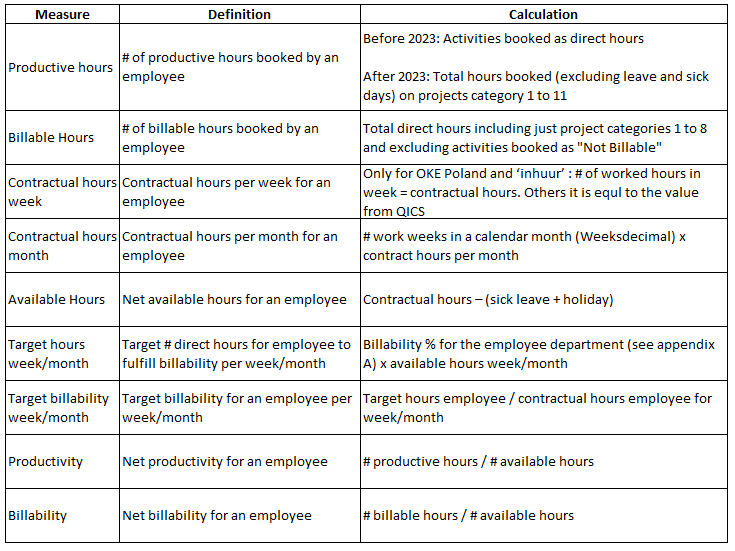 Measure Definition Calculation
Productive hours
# of productive hours booked by an
employee
Before 2023: Activities booked as direct hours
After 2023: Total hours booked (excluding leave and sick
days) on projects category 1 to 11
Billable Hours
# of billable hours booked by an
employee
Total direct hours including just project categories 1 to 8
and excluding activities booked as "Not Billable"
Contractual hours
week
Contractual hours per week for an
employee
Only for OKE Poland and ‘inhuur’ : # of worked hours in
week = contractual hours. Others it is equl to the value
from QICS
Contractual hours
month
Contractual hours per month for an
employee
# work weeks in a calendar month (Weeksdecimal) x
contract hours per month
Available Hours
Net available hours for an employee
Contractual hours – (sick leave + holiday)
Target hours
week/month
Target # direct hours for employee to
fulfill billability per week/month
Billability % for the employee department (see appendix
A) x available hours week/month
Target billability
week/month
Target billability for an employee per
week/month
Target hours employee / contractual hours employee for
week/month
Productivity
Net productivity for an employee
# productive hours / # available hours
Billability
Net billability for an employee
# billable hours / # available hours